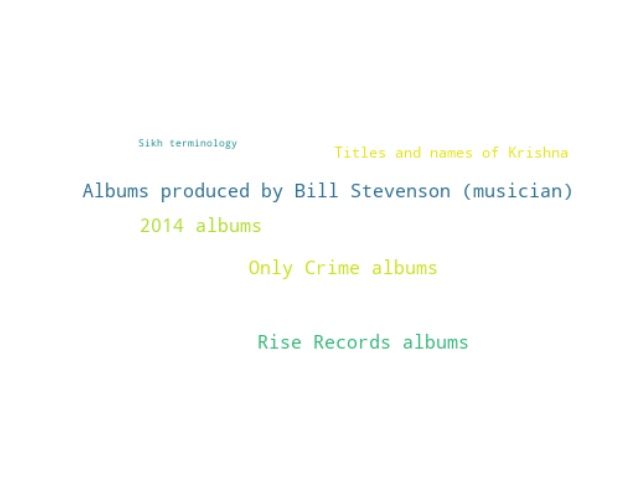 Sikh terminology
Titles and names of Krishna
Albums produced by Bill Stevenson (musician)
2014 albums
Only Crime albums
Rise Records albums